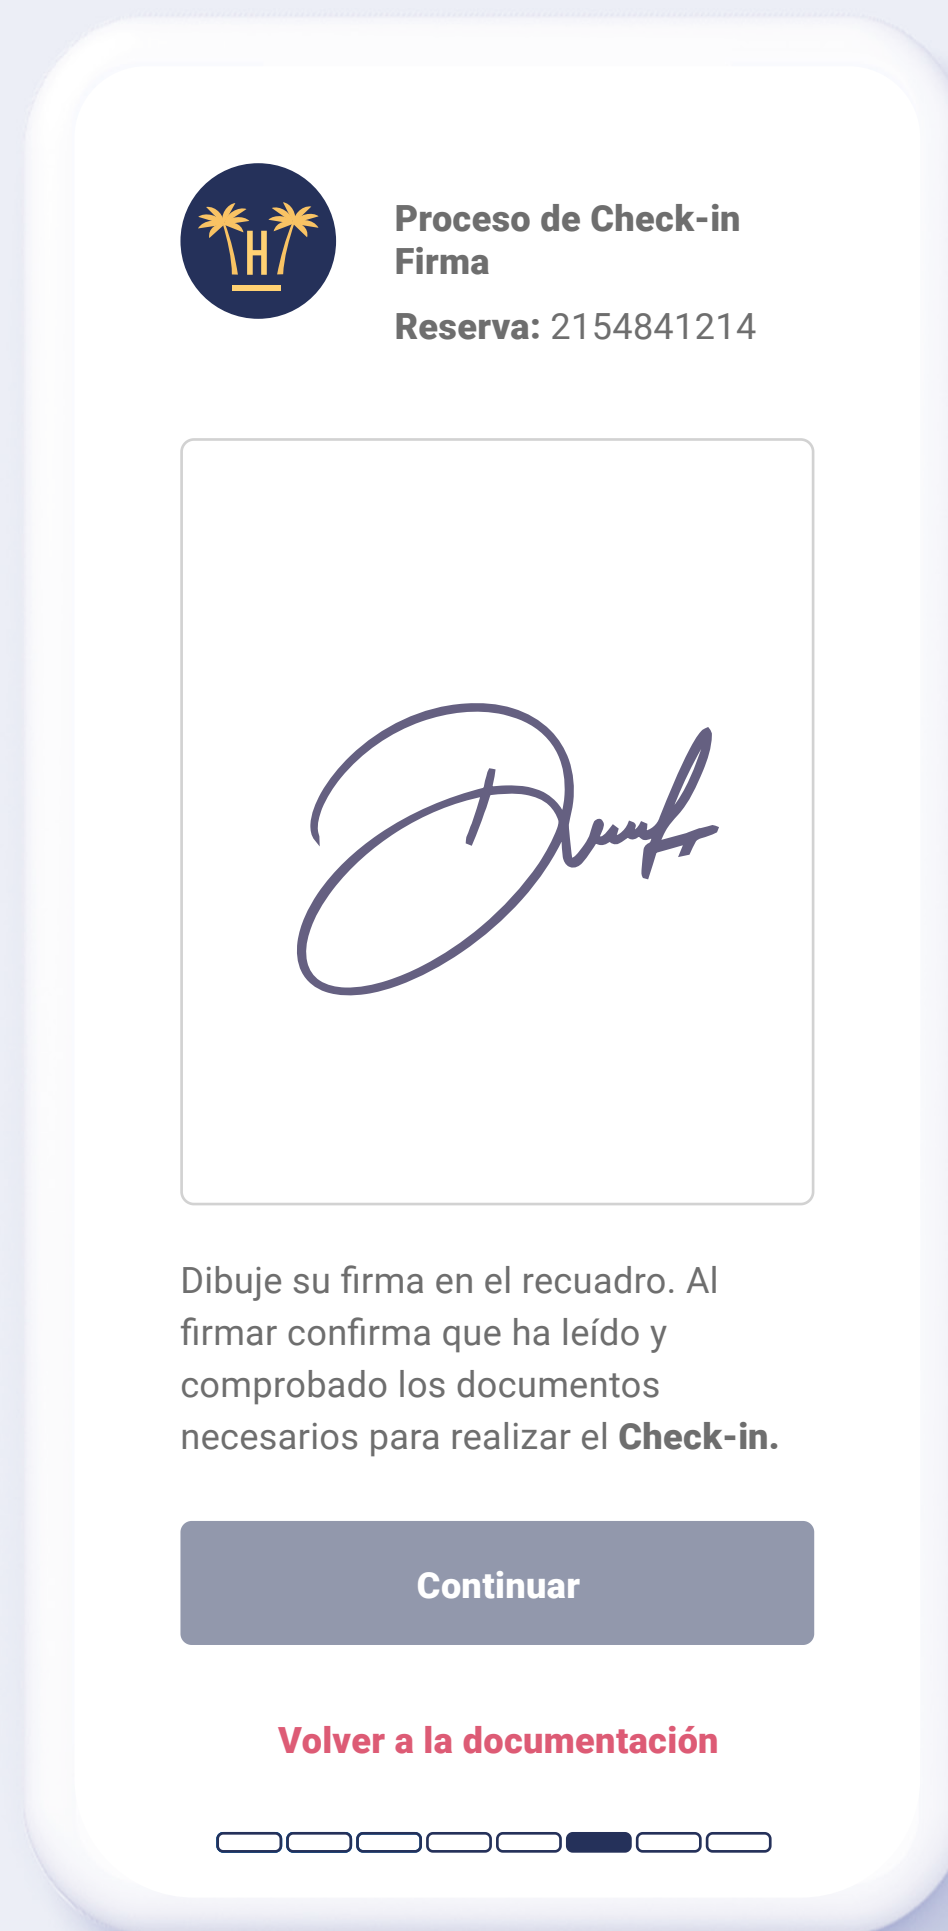 H
Proceso de Check-in
Firma
Reserva: 2154841214
Dibuje su firma en el recuadro. Al
firmar confirma que ha leído y
comprobado los documentos
necesarios para realizar el Check-in.
Continuar
Volver a la documentación